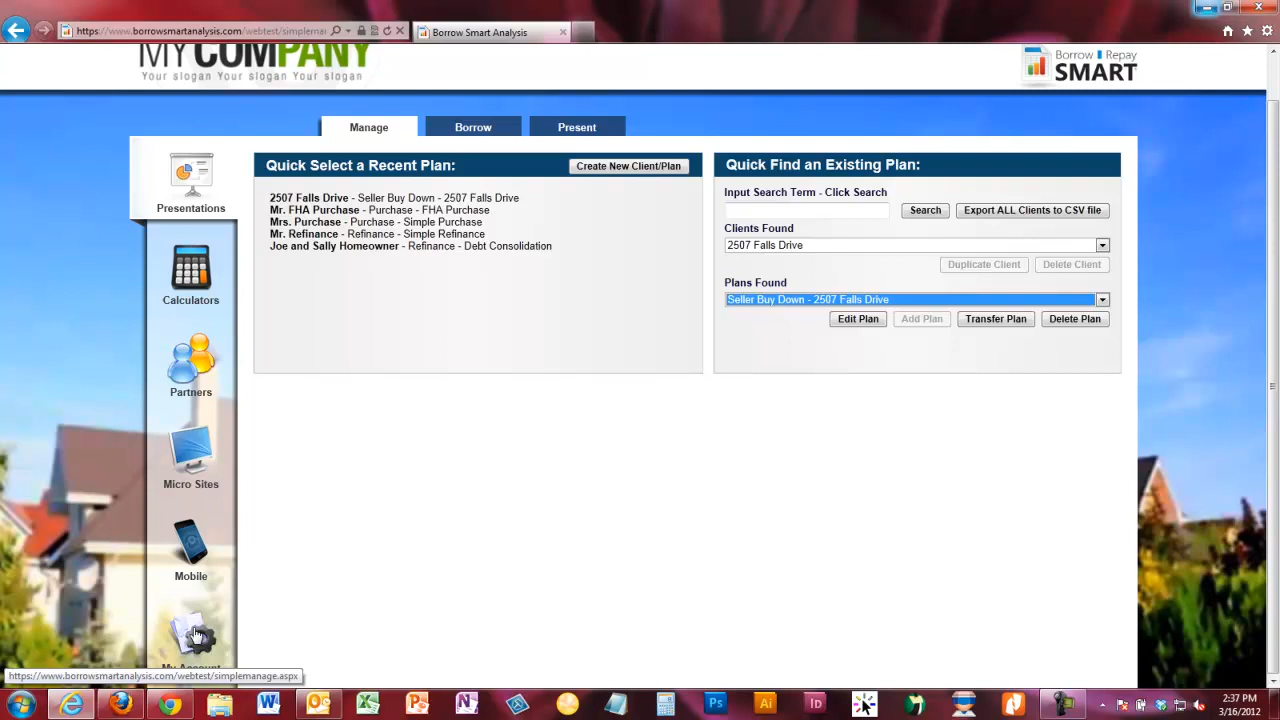 https://www.borrowsmartanalysis.com/webtest/simplema
Borrow Smart Analysis
MYCOMPANY
Your slogan Your slogan Your slogan
Borrow Repay
SMART
Manage
Borrow
Present
Presentations
Calculators
Partners
Micro Sites
Mobile
My Account
Quick Select a Recent Plan:
Create New Client/Plan
2507 Falls Drive - Seller Buy Down - 2507 Falls Drive
Mr. FHA Purchase - Purchase - FHA Purchase
Mrs. Purchase - Purchase - Simple Purchase
Mr. Refinance - Refinance - Simple Refinance
Joe and Sally Homeowner - Refinance - Debt Consolidation
Quick Find an Existing Plan:
Input Search Term - Click Search
Search
Export ALL Clients to CSV file
Clients Found
2507 Falls Drive
Duplicate Client
Delete Client
Plans Found
Seller Buy Down - 2507 Falls Drive
Edit Plan
Add Plan
Transfer Plan
Delete Plan
https://www.borrowsmartanalysis.com/webtest/simplemanage.aspx
Ps
Ai
Id
2:37 PM
3/16/2012